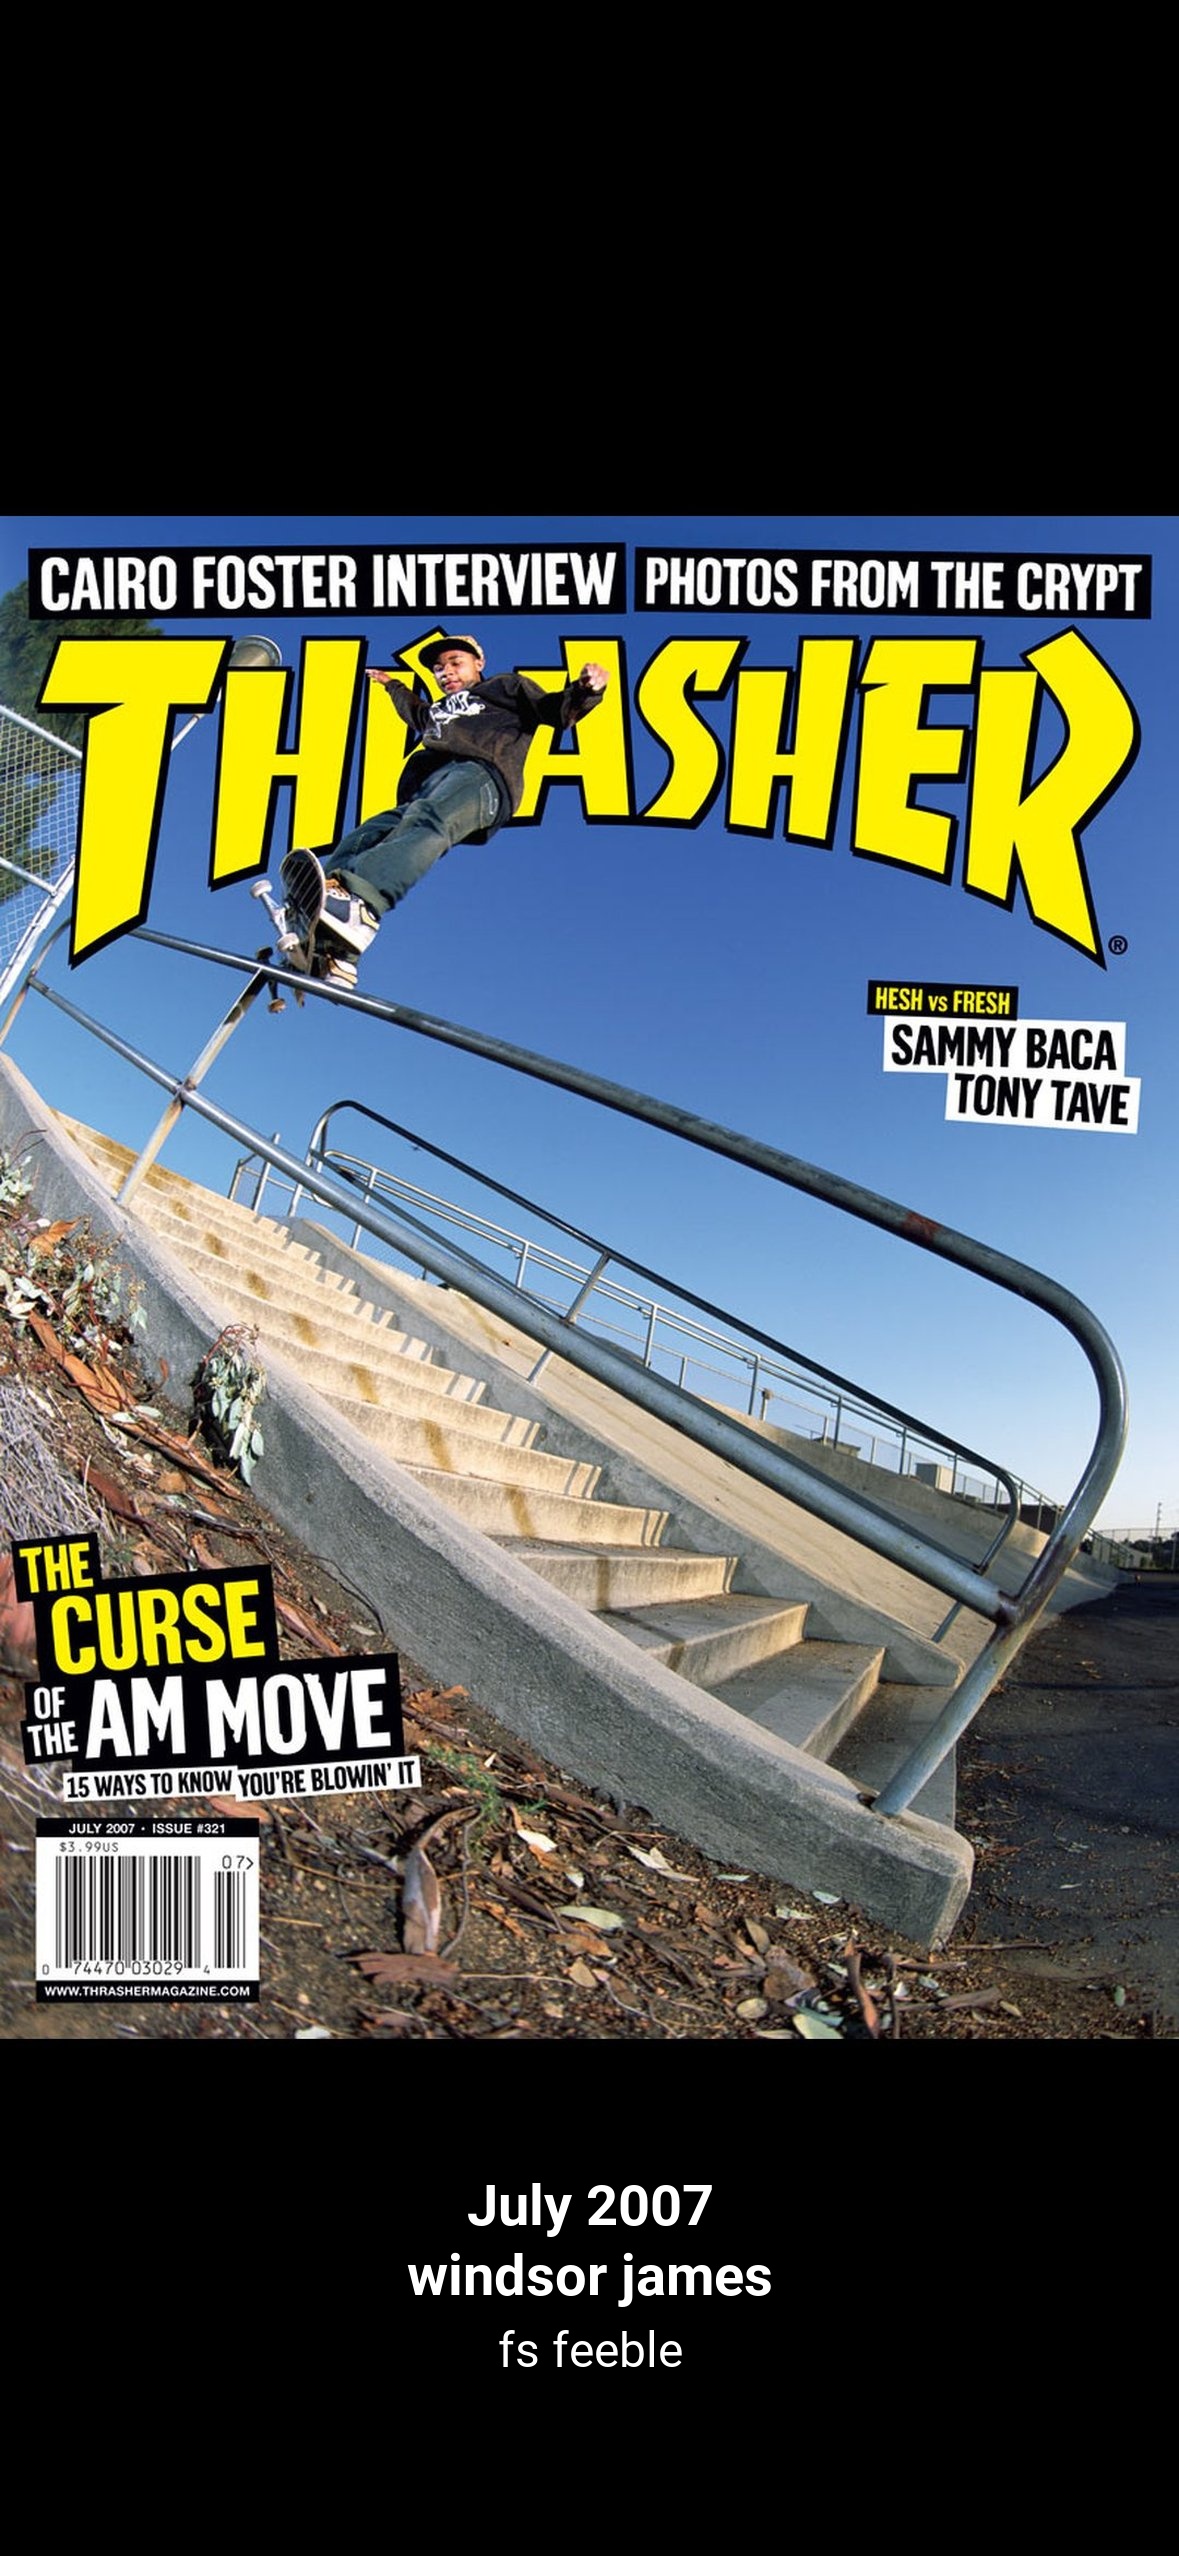 CAIRO FOSTER INTERVIEW PHOTOS FROM THE CRYPT
THRASHER®
HESH vs FRESH
SAMMY BACA
TONY TAVE
THE
CURSE
OF THE AM MOVE
15 WAYS TO KNOW YOU'RE BLOWIN' IT
JULY 2007 • ISSUE #321
$3.99US
07>
0 74470 03029 4
WWW.THRASHERMAGAZINE.COM
July 2007
windsor james
fs feeble